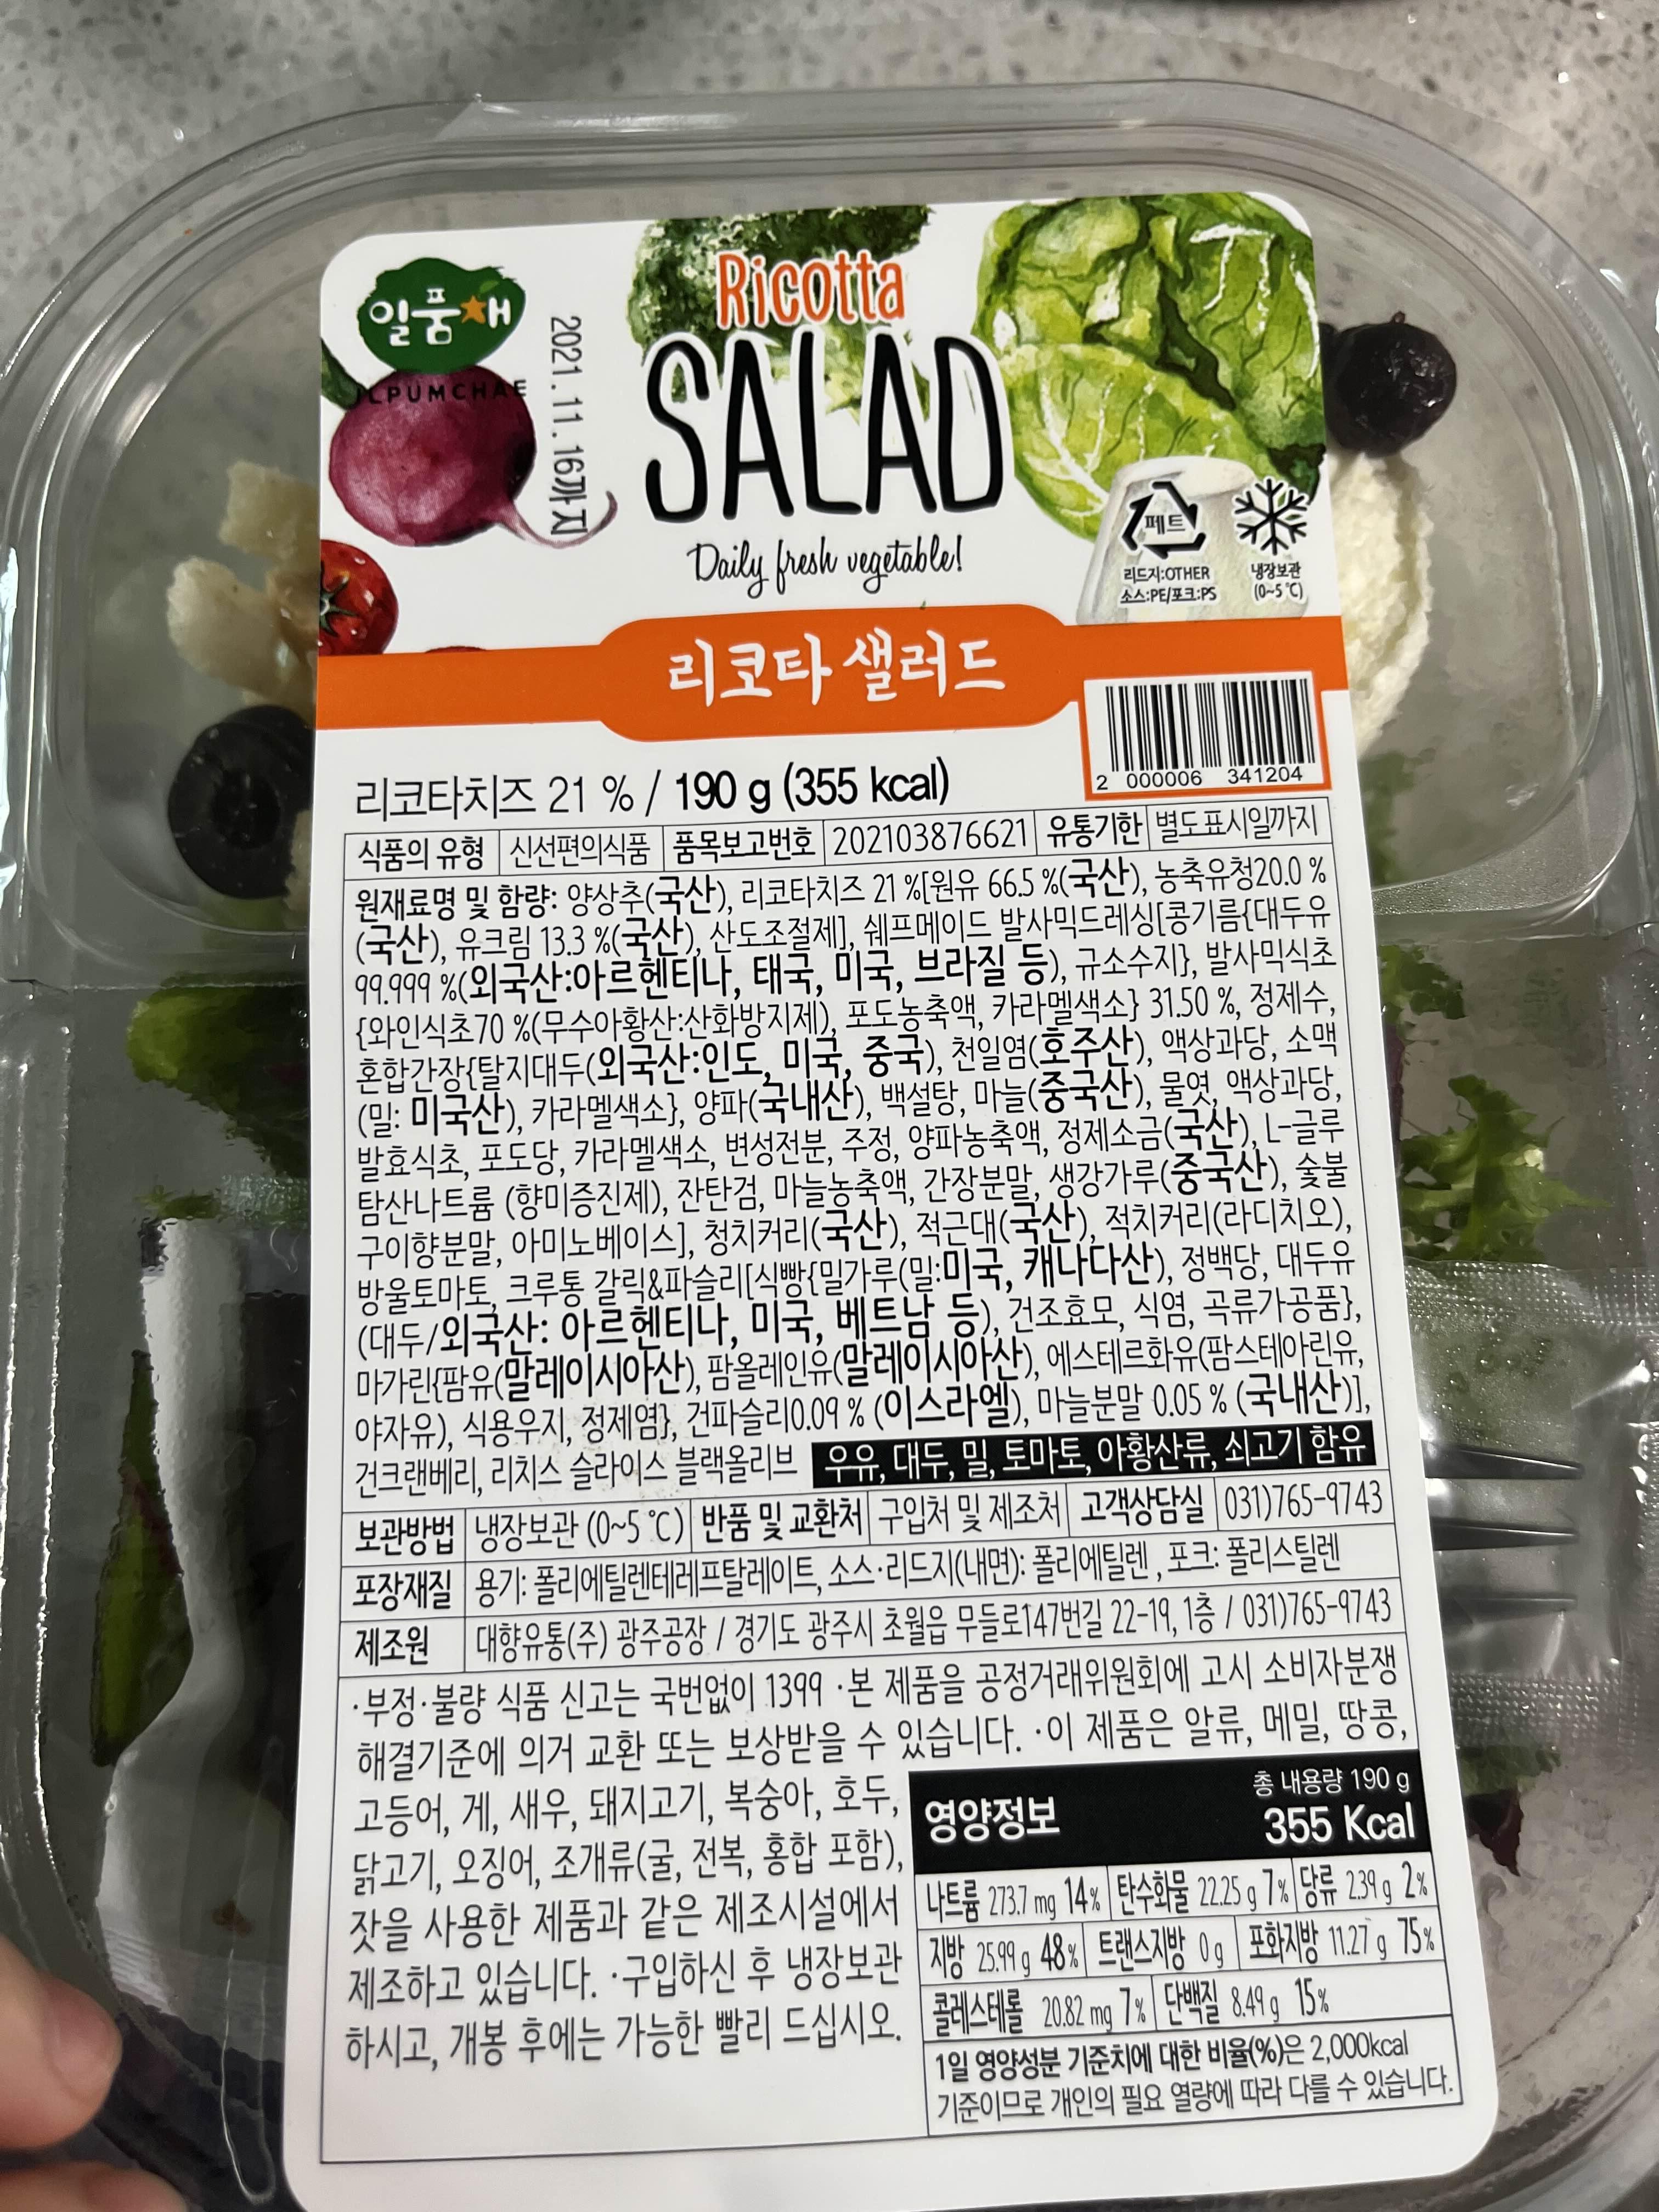 일품채
ILPUMCHAE
2021. 11. 16까지
Ricotta
SALAD
Daily fresh vegetable!
페트
리드지:OTHER
소스:PE/포크:PS
냉장보관
(0~5 ℃)
리코타 샐러드
2 000006 341204
리코타치즈 21 % / 190 g (355 kcal)
식품의 유형 신선편의식품 품목보고번호 202103876621 유통기한 별도표시일까지
원재료명 및 함량: 양상추(국산), 리코타치즈 21 %[원유 66.5 %(국산), 농축유청20.0 %
(국산), 유크림 13.3 %(국산), 산도조절제], 쉐프메이드 발사믹드레싱[콩기름{대두유
99.999 %(외국산:아르헨티나, 태국, 미국, 브라질 등), 규소수지}, 발사믹식초
{와인식초70 %(무수아황산:산화방지제), 포도농축액, 카라멜색소} 31.50 %, 정제수,
혼합간장{탈지대두(외국산:인도, 미국, 중국), 천일염(호주산), 액상과당, 소맥
(밀: 미국산), 카라멜색소}, 양파(국내산), 백설탕, 마늘(중국산), 물엿, 액상과당,
발효식초, 포도당, 카라멜색소, 변성전분, 주정, 양파농축액, 정제소금(국산), L-글루
탐산나트륨 (향미증진제), 잔탄검, 마늘농축액, 간장분말, 생강가루(중국산), 숯불
구이향분말, 아미노베이스], 청치커리(국산), 적근대(국산), 적치커리(라디치오),
방울토마토, 크루통 갈릭&파슬리[식빵{밀가루(밀:미국, 캐나다산), 정백당, 대두유
(대두/외국산: 아르헨티나, 미국, 베트남 등), 건조효모, 식염, 곡류가공품},
마가린{팜유(말레이시아산), 팜올레인유(말레이시아산), 에스테르화유(팜스테아린유,
야자유), 식용우지, 정제염}, 건파슬리0.09 % (이스라엘), 마늘분말 0.05 % (국내산)],
건크랜베리, 리치스 슬라이스 블랙올리브 우유, 대두, 밀, 토마토, 아황산류, 쇠고기 함유
보관방법 냉장보관 (0~5 ℃) 반품 및 교환처 구입처 및 제조처 고객상담실 031)765-9743
포장재질 용기: 폴리에틸렌테레프탈레이트, 소스·리드지(내면): 폴리에틸렌, 포크: 폴리스틸렌
제조원 대향유통(주) 광주공장 / 경기도 광주시 초월읍 무들로147번길 22-19, 1층 / 031)765-9743
·부정·불량 식품 신고는 국번없이 1399 ·본 제품을 공정거래위원회에 고시 소비자분쟁
해결기준에 의거 교환 또는 보상받을 수 있습니다. ·이 제품은 알류, 메밀, 땅콩,
고등어, 게, 새우, 돼지고기, 복숭아, 호두,
닭고기, 오징어, 조개류(굴, 전복, 홍합 포함),
잣을 사용한 제품과 같은 제조시설에서
제조하고 있습니다. ·구입하신 후 냉장보관
하시고, 개봉 후에는 가능한 빨리 드십시오.
영양정보
총 내용량 190 g
355 Kcal
나트륨 273.7 mg 14% 탄수화물 22.25 g 7% 당류 2.39 g 2%
지방 25.99 g 48% 트랜스지방 0 g 포화지방 11.27 g 75%
콜레스테롤 20.82 mg 7% 단백질 8.49 g 15%
1일 영양성분 기준치에 대한 비율(%)은 2,000kcal
기준이므로 개인의 필요 열량에 따라 다를 수 있습니다.